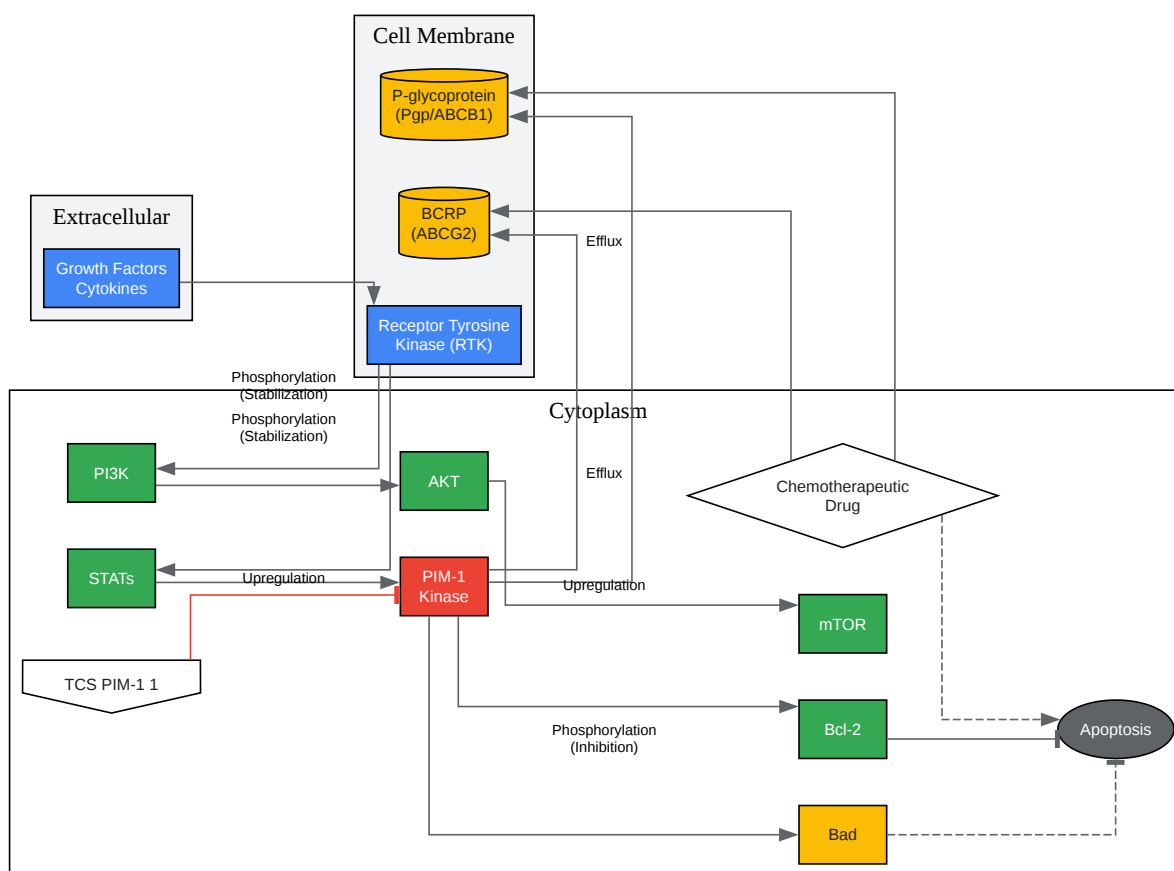 Cell Membrane
P-glycoprotein
(Pgp/ABCB1)
BCRP
(ABCG2)
Efflux
Extracellular
Growth Factors
Cytokines
Receptor Tyrosine
Kinase (RTK)
Phosphorylation
(Stabilization)
Cytoplasm
Phosphorylation
(Stabilization)
PI3K
AKT
Efflux
Chemotherapeutic
Drug
STATs
Upregulation
PIM-1
Kinase
Upregulation
mTOR
TCS PIM-1 1
Phosphorylation
(Inhibition)
Bcl-2
Apoptosis
Bad